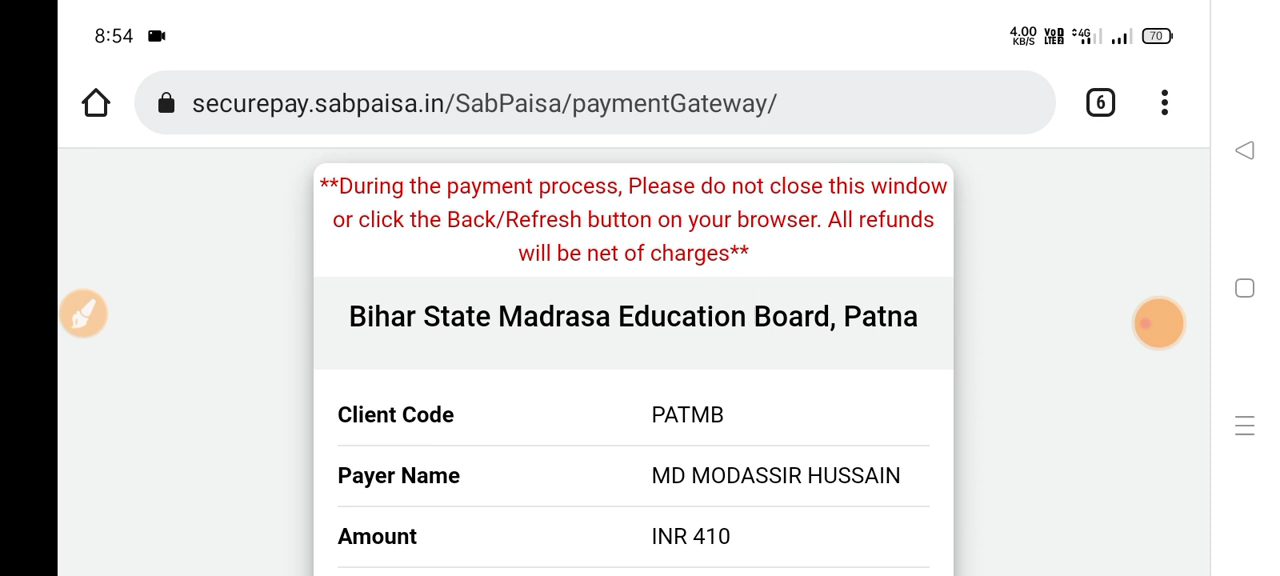 8:54
4.00 KB/S VoD LTE2 4G 70
securepay.sabpaisa.in/SabPaisa/paymentGateway/
6
**During the payment process, Please do not close this window
or click the Back/Refresh button on your browser. All refunds
will be net of charges**
Bihar State Madrasa Education Board, Patna
Client Code PATMB
Payer Name MD MODASSIR HUSSAIN
Amount INR 410